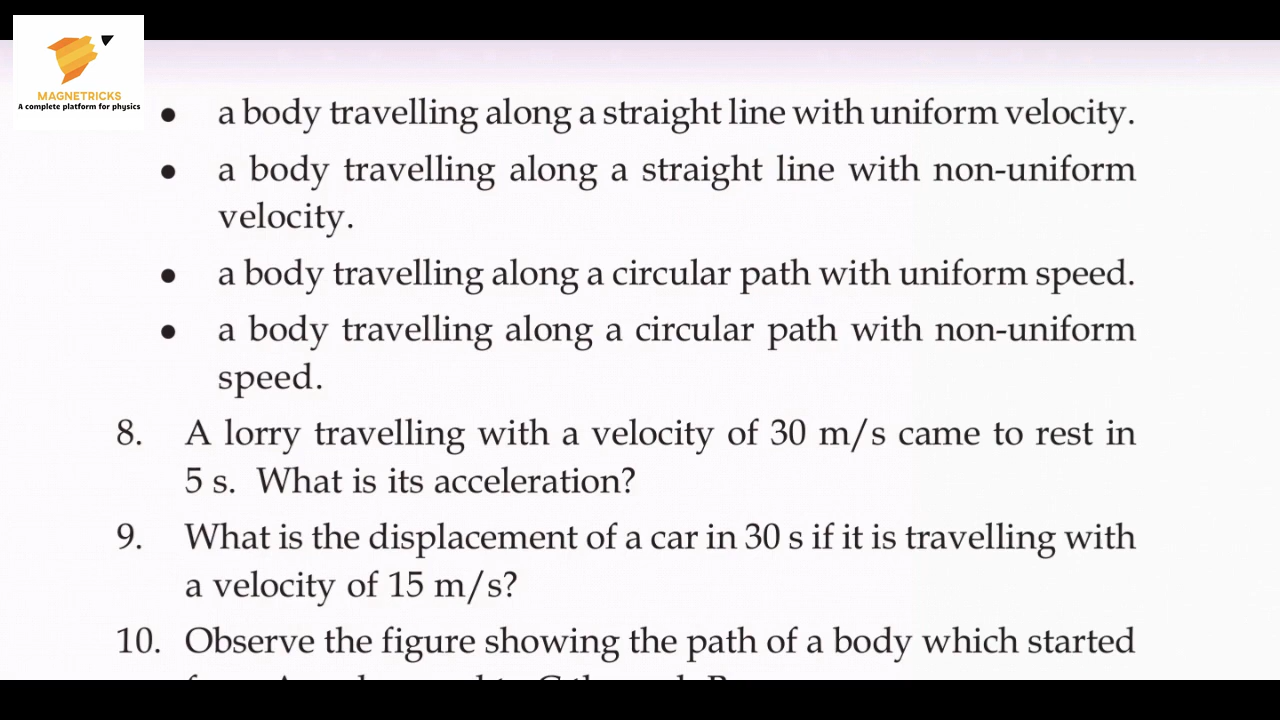 MAGNETRICKS
A complete platform for physics
• a body travelling along a straight line with uniform velocity.
• a body travelling along a straight line with non-uniform
velocity.
• a body travelling along a circular path with uniform speed.
• a body travelling along a circular path with non-uniform
speed.
8. A lorry travelling with a velocity of 30 m/s came to rest in
5 s. What is its acceleration?
9. What is the displacement of a car in 30 s if it is travelling with
a velocity of 15 m/s?
10. Observe the figure showing the path of a body which started